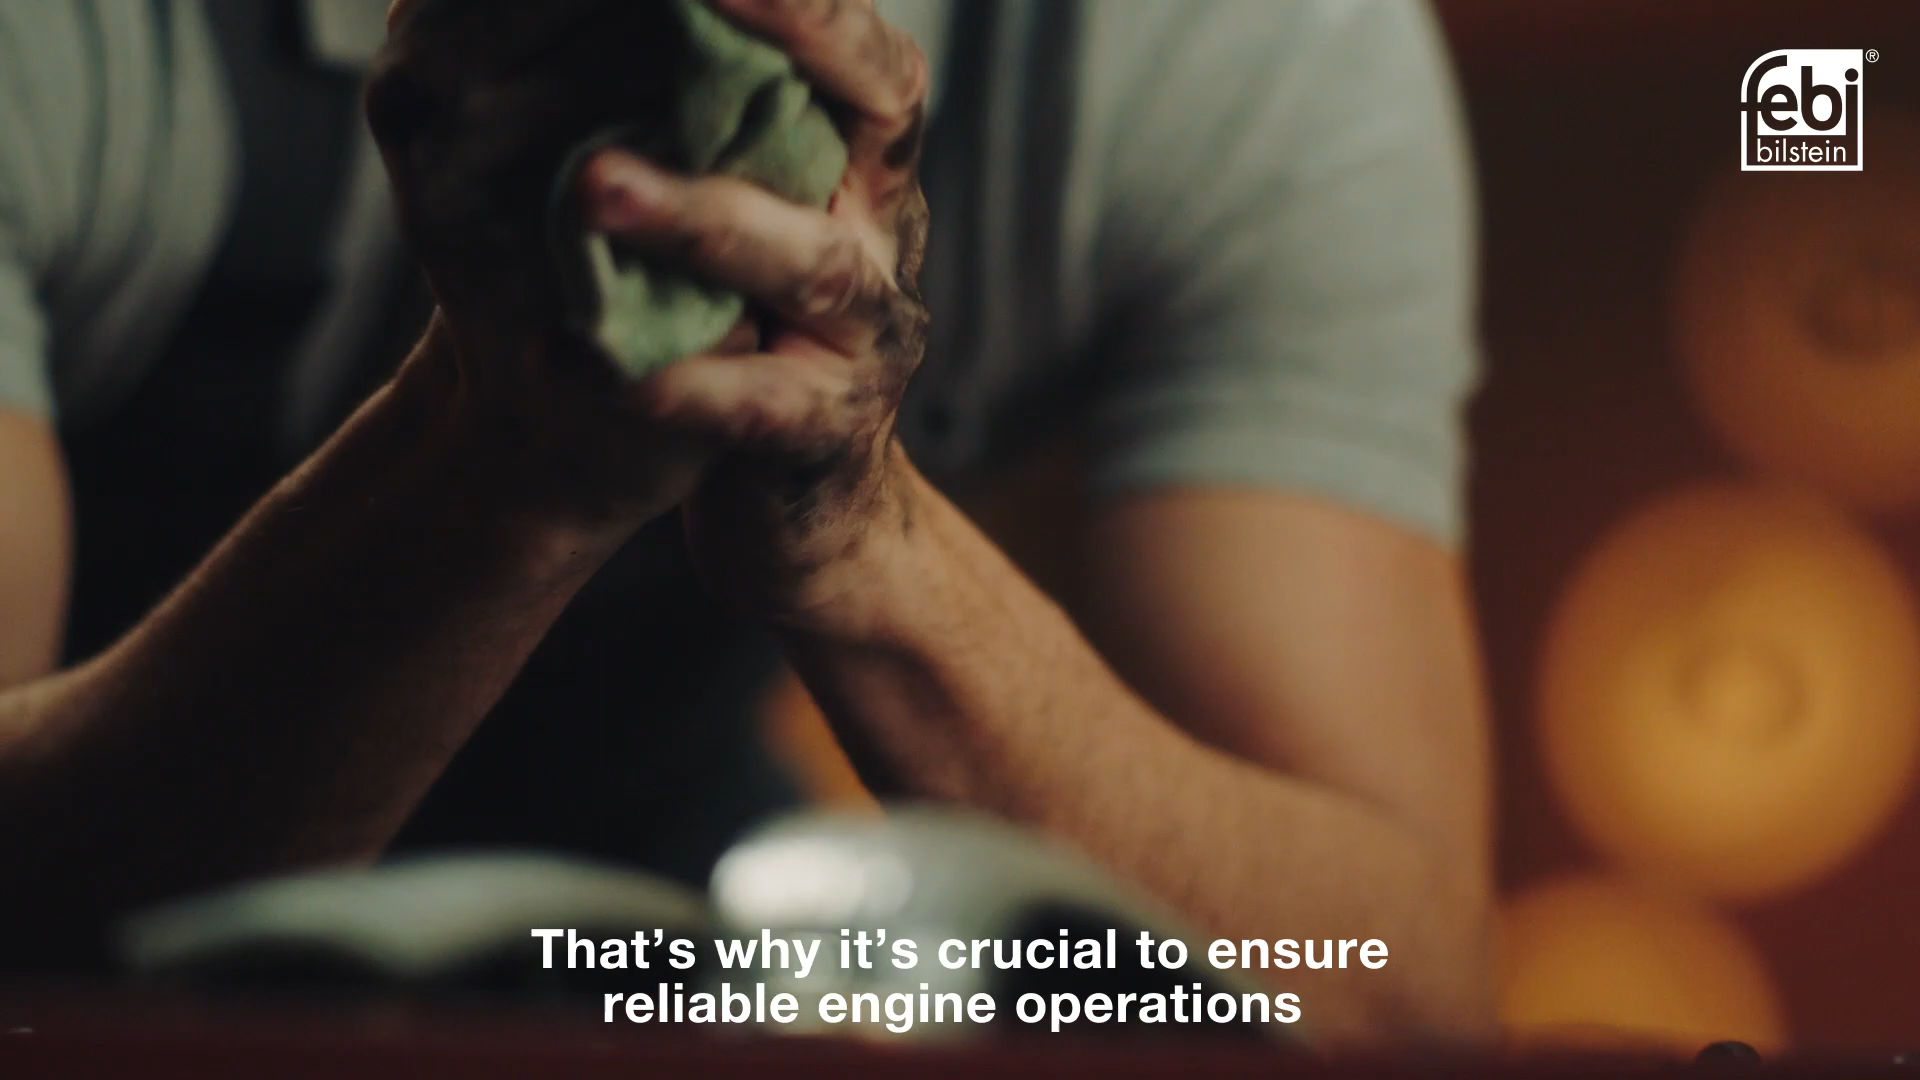 febi®
bilstein
That’s why it’s crucial to ensure
reliable engine operations